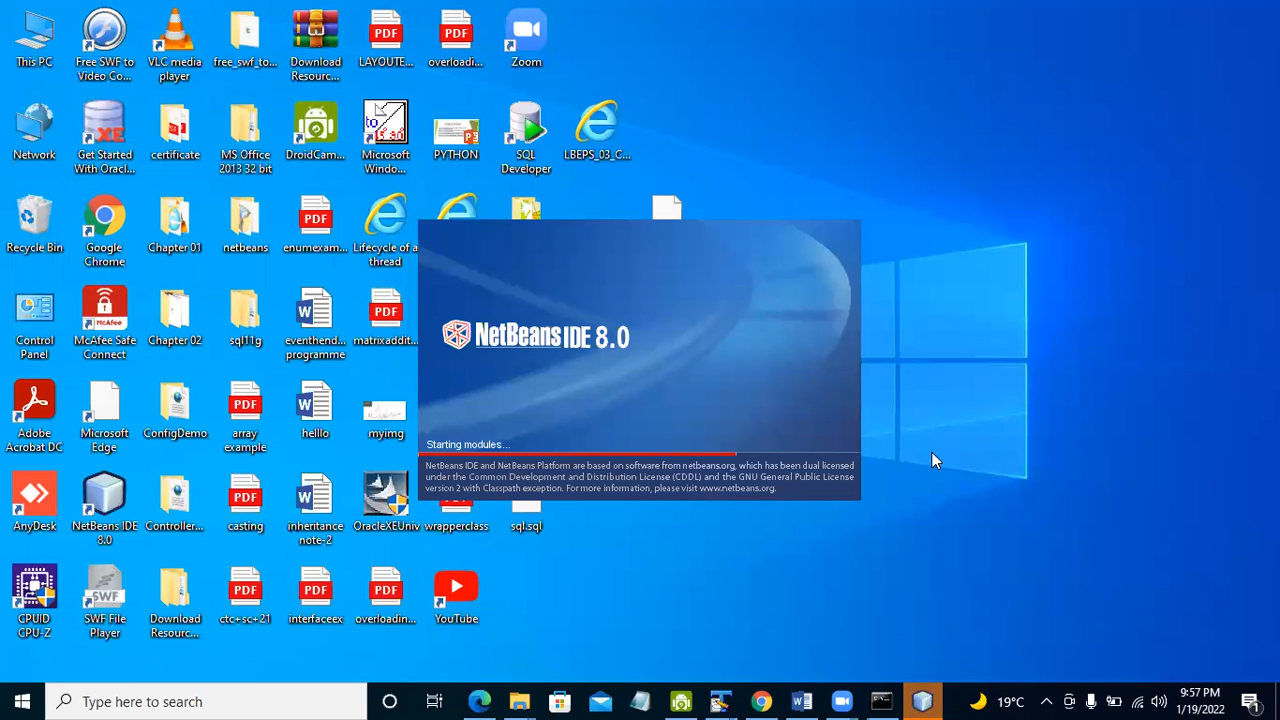 This PC
Free SWF to
Video Co...
VLC media
player
free_swf_to...
Download
Resourc...
LAYOUTE...
overloadi...
Zoom
Network
Get Started
With Oracl...
certificate
MS Office
2013 32 bit
DroidCam...
Microsoft
Windo...
PYTHON
SQL
Developer
LBEPS_03_C...
Recycle Bin
Google
Chrome
Chapter 01
netbeans
enumexam...
Lifecycle of a
thread
Control
Panel
McAfee Safe
Connect
Chapter 02
sql11g
eventhend...
programme
matrixaddit...
Adobe
Acrobat DC
Microsoft
Edge
ConfigDemo
array
example
helllo
myimg
AnyDesk
NetBeans IDE
8.0
Controller...
casting
inheritance
note-2
OracleXEUniv
wrapperclass
sql.sql
CPUID
CPU-Z
SWF File
Player
Download
Resourc...
ctc+sc+21
interfaceex
overloadin...
YouTube
NetBeans IDE 8.0
Starting modules...
NetBeans IDE and NetBeans Platform are based on software from netbeans.org, which has been dual licensed
under the Common Development and Distribution License (CDDL) and the GNU General Public License
version 2 with Classpath exception. For more information, please visit www.netbeans.org.
Type here to search
19°C
9:57 PM
1/19/2022
1